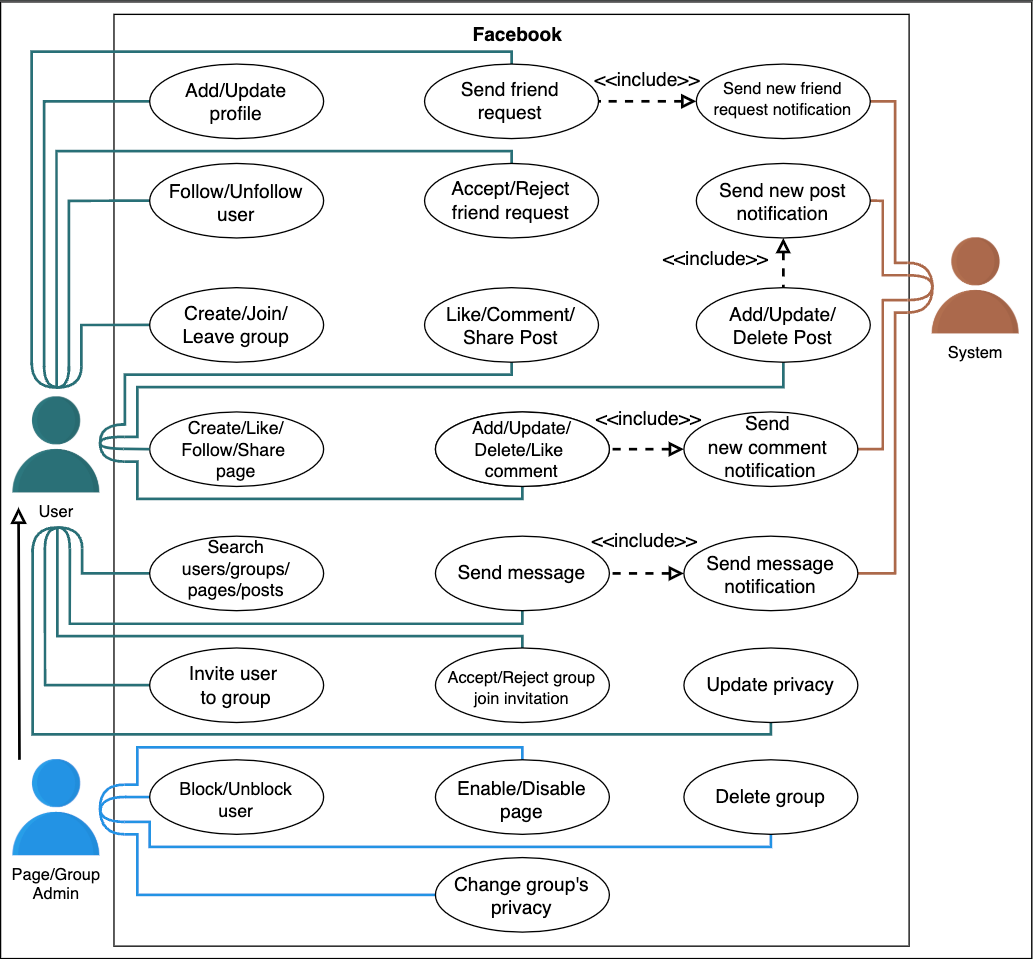 Facebook
Add/Update
profile
Send friend
request
<<include>>
Send new friend
request notification
Follow/Unfollow
user
Accept/Reject
friend request
Send new post
notification
<<include>>
Create/Join/
Leave group
Like/Comment/
Share Post
Add/Update/
Delete Post
System
Create/Like/
Follow/Share
page
Add/Update/
Delete/Like
comment
<<include>>
Send
new comment
notification
User
Search
users/groups/
pages/posts
Send message
<<include>>
Send message
notification
Invite user
to group
Accept/Reject group
join invitation
Update privacy
Block/Unblock
user
Enable/Disable
page
Delete group
Page/Group
Admin
Change group's
privacy